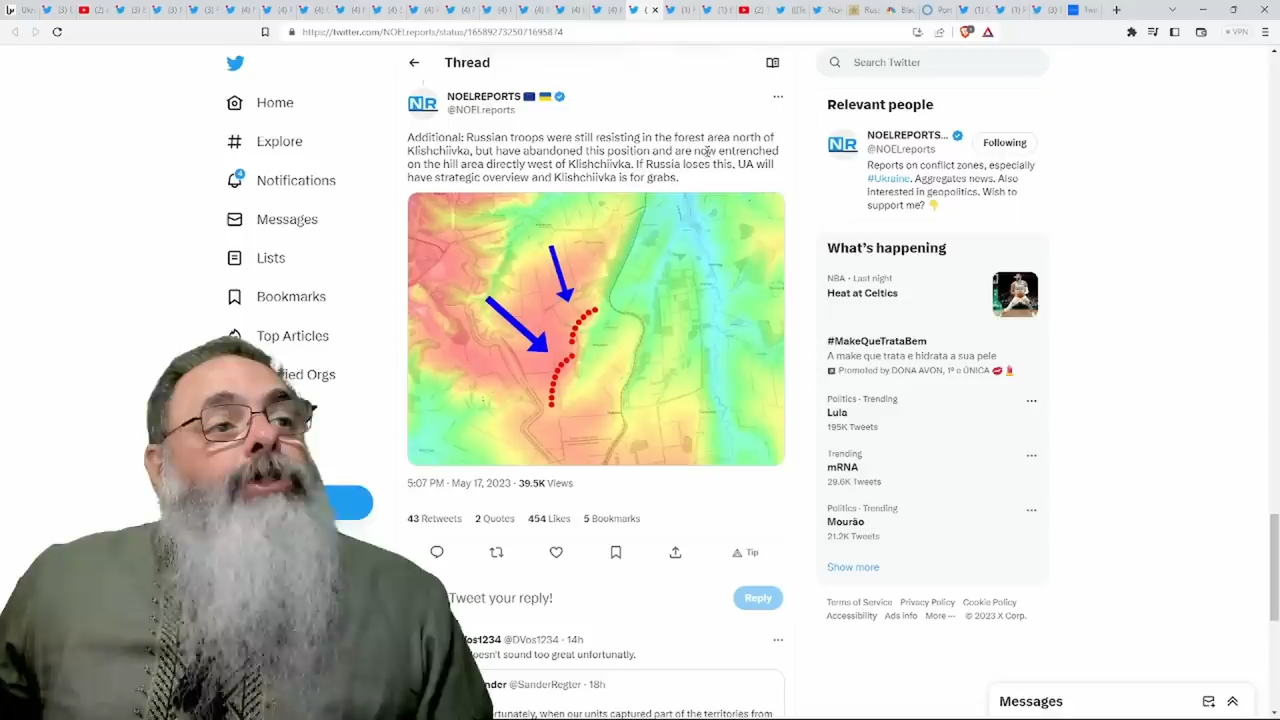 https://twitter.com/NOELreports/status/1658927325071695874
VPN
Home
Explore
4
Notifications
Messages
Lists
Bookmarks
Top Articles
Orgs
Thread
NR
NOELREPORTS
@NOELreports
Additional: Russian troops were still resisting in the forest area north of
Klishchiivka, but have abandoned this position and are now entrenched
on the hill area directly west of Klishchiivka. If Russia loses this, UA will
have strategic overview and Klishchiivka is for grabs.
5:07 PM · May 17, 2023 · 39.5K Views
43 Retweets 2 Quotes 454 Likes 5 Bookmarks
Tip
Tweet your reply!
Reply
@DVos1234 · 14h
sound too great unfortunately.
@SanderRegter · 18h
when our units captured part of the territories from
Search Twitter
Relevant people
NR
NOELREPORTS...
@NOELreports
Following
Reports on conflict zones, especially
#Ukraine. Aggregates news. Also
interested in geopolitics. Wish to
support me? 👇
What's happening
NBA · Last night
Heat at Celtics
#MakeQueTrataBem
A make que trata e hidrata a sua pele
Promoted by DONA AVON, 1ª e ÚNICA 💋💄
Politics · Trending
Lula
195K Tweets
Trending
mRNA
29.6K Tweets
Politics · Trending
Mourão
21.2K Tweets
Show more
Terms of Service Privacy Policy Cookie Policy
Accessibility Ads info More ··· © 2023 X Corp.
Messages